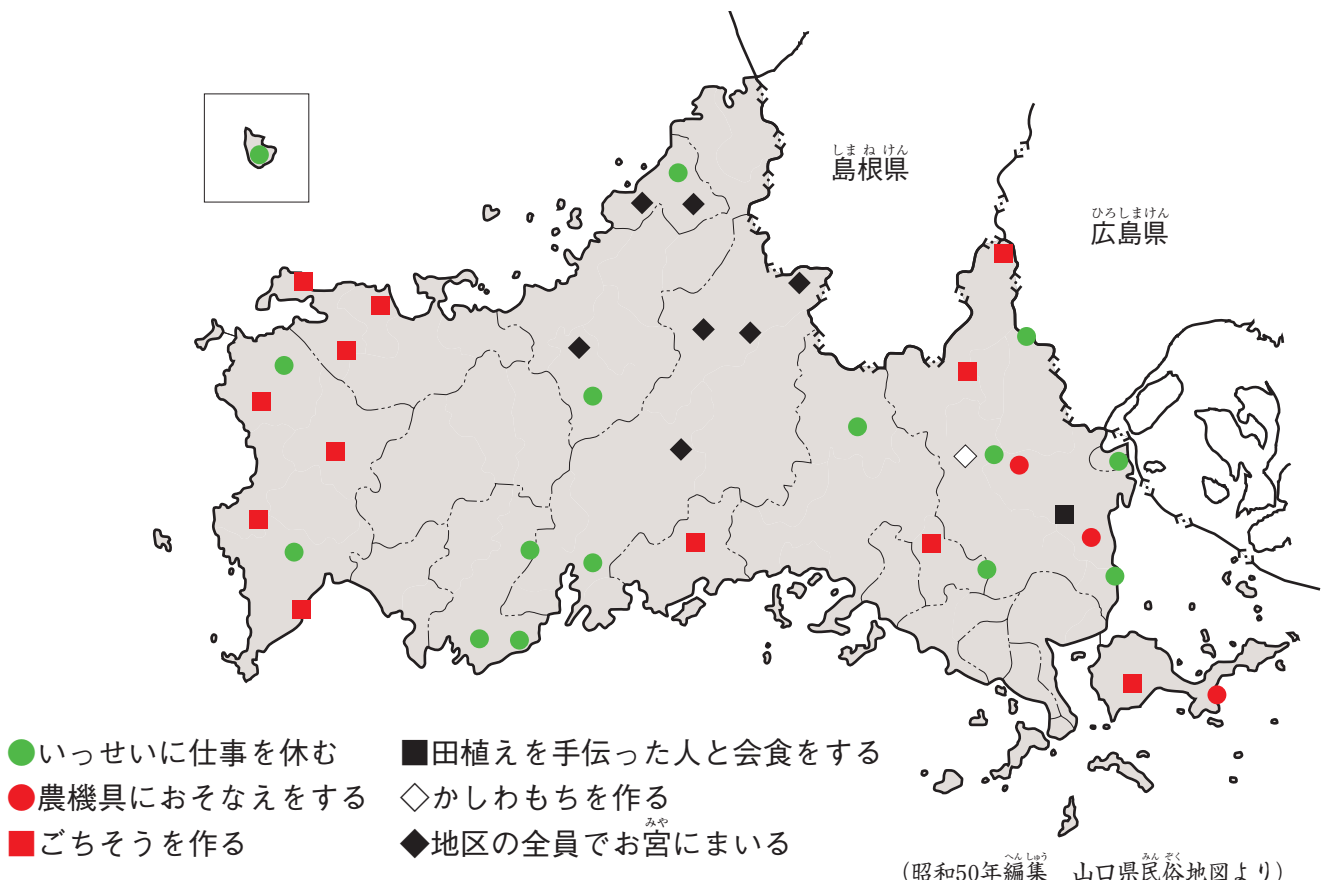 しまねけん
島根県
ひろしまけん
広島県
●いっせいに仕事を休む
●農機具におそなえをする
■ごちそうを作る
■田植えを手伝った人と会食をする
◇かしわもちを作る
みや
◆地区の全員でお宮にまいる
へんしゅう みんぞく
(昭和50年編集 山口県民俗地図より)